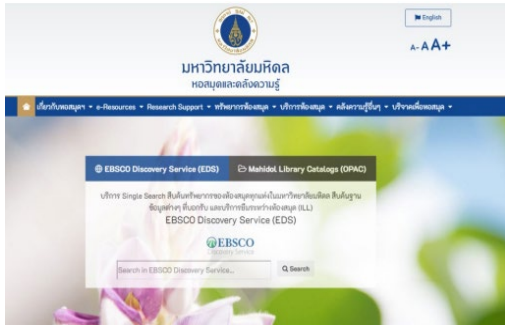 English
A- A A+
มหาวิทยาลัยมหิดล
หอสมุดและคลังความรู้
เกี่ยวกับหอสมุดฯ e-Resources Research Support ทรัพยากรห้องสมุด บริการห้องสมุด คลังความรู้อื่นๆ บริจาคเพื่อหอสมุด
EBSCO Discovery Service (EDS) Mahidol Library Catalogs (OPAC)
บริการ Single Search สืบค้นทรัพยากรของห้องสมุดทุกแห่งในมหาวิทยาลัยมหิดล สืบค้นฐาน
ข้อมูลต่างๆ ที่บอกรับ และบริการยืมระหว่างห้องสมุด (ILL)
EBSCO Discovery Service (EDS)
EBSCO
Discovery Service
Search in EBSCO Discovery Service... Search